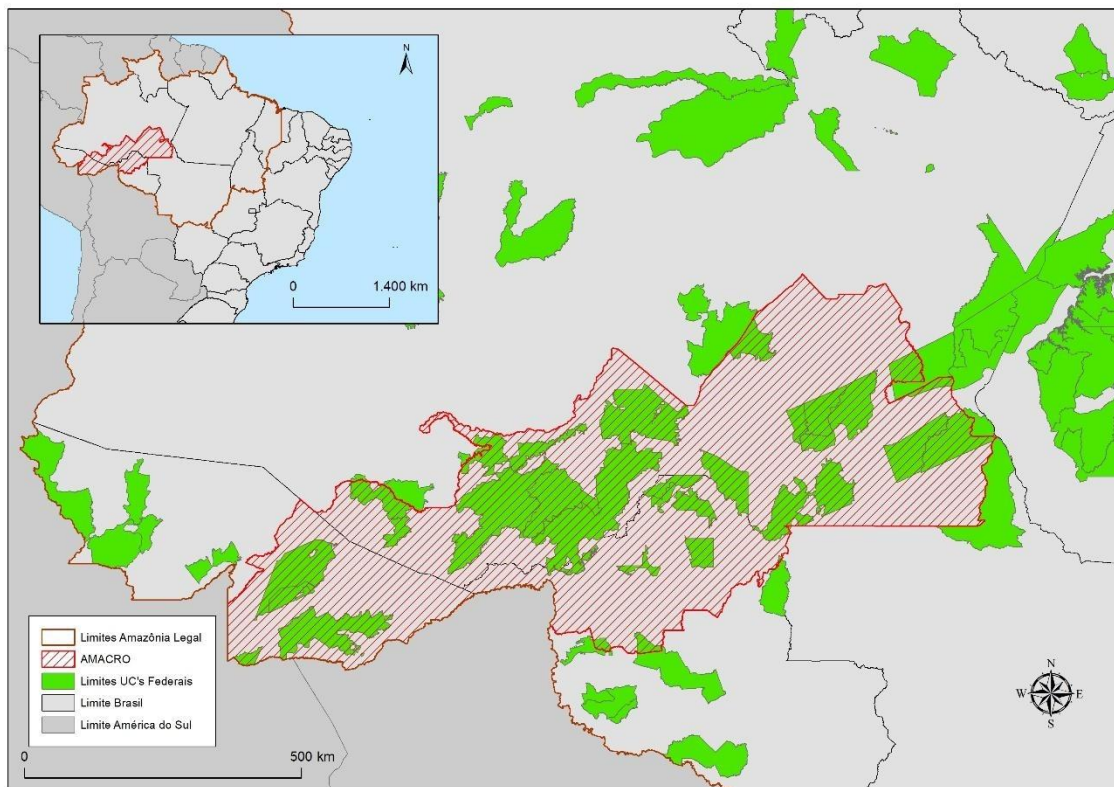 N
0
1.400 km
Limites Amazônia Legal
AMACRO
Limites UC's Federais
Limite Brasil
Limite América do Sul
0
500 km
N
W
E
S